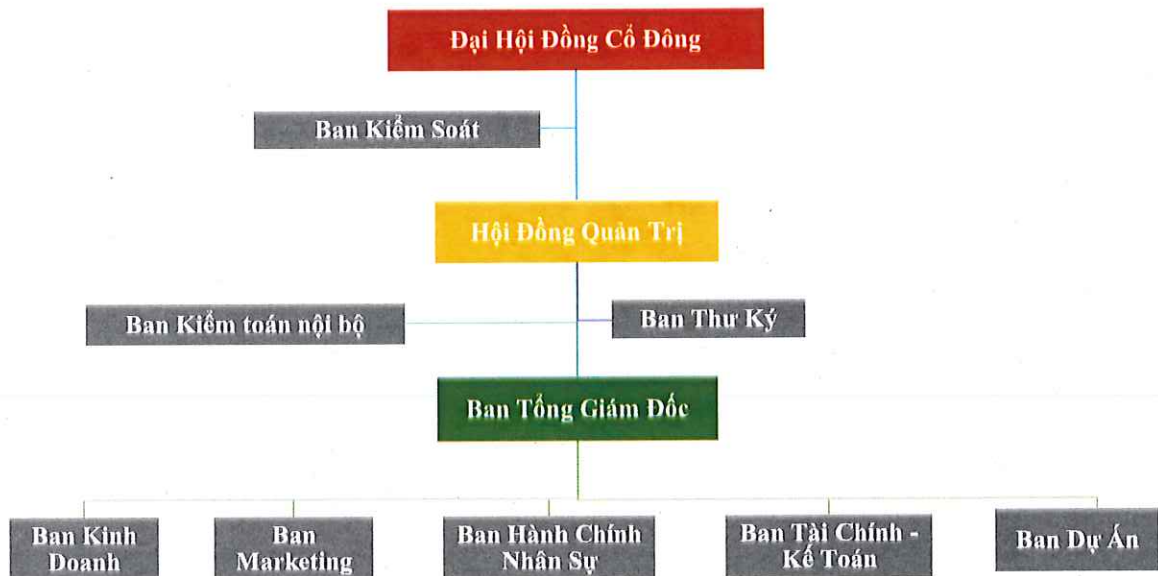 Đại Hội Đồng Cổ Đông
Ban Kiểm Soát
Hội Đồng Quản Trị
Ban Kiểm toán nội bộ
Ban Thư Ký
Ban Tổng Giám Đốc
Ban Kinh
Doanh
Ban
Marketing
Ban Hành Chính
Nhân Sự
Ban Tài Chính -
Kế Toán
Ban Dự Án